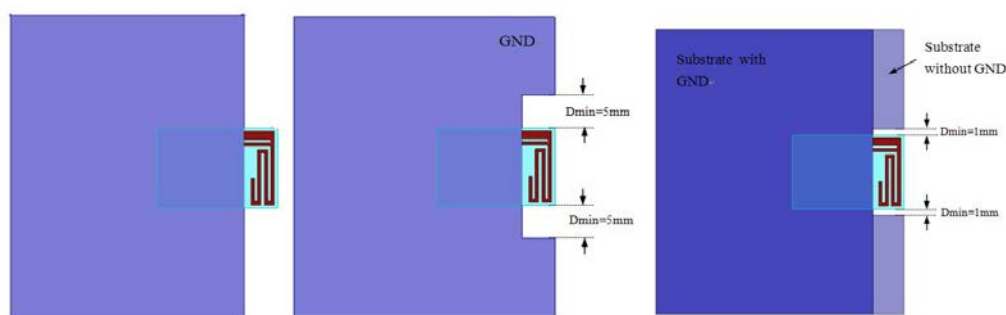 GND
Dmin=5mm
Dmin=5mm
Substrate with
GND
Substrate
without GND
Dmin=1mm
Dmin=1mm